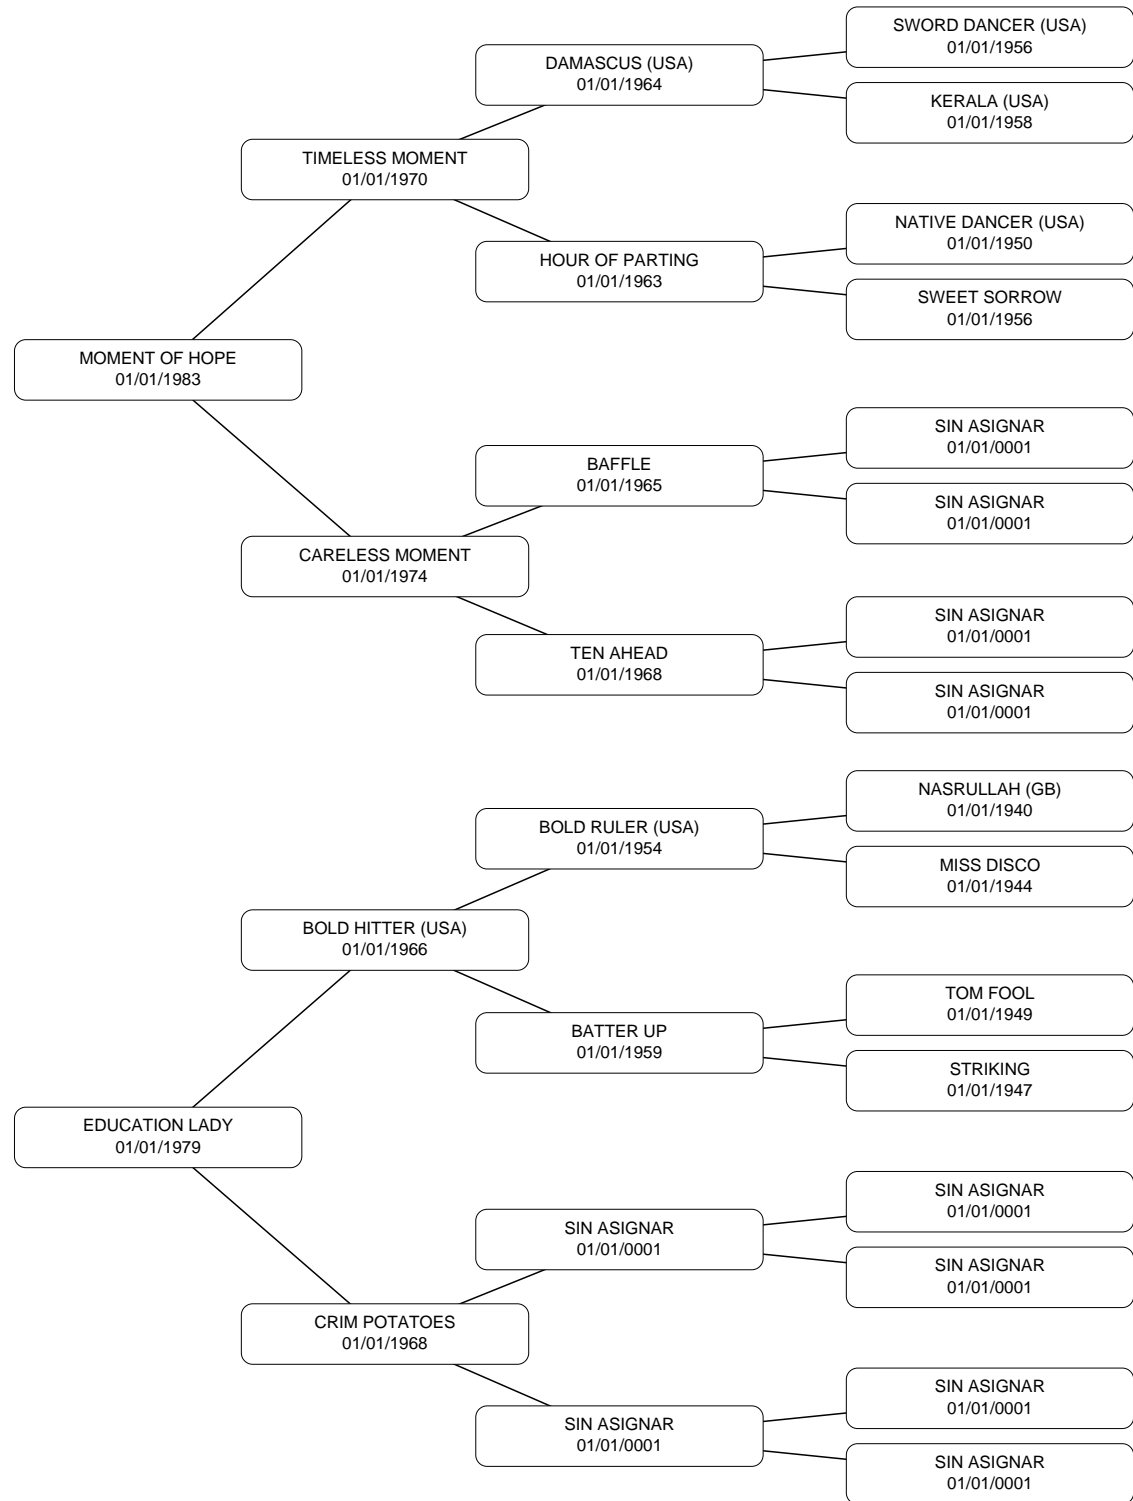 SWORD DANCER (USA)
01/01/1956
DAMASCUS (USA)
01/01/1964
KERALA (USA)
01/01/1958
TIMELESS MOMENT
01/01/1970
NATIVE DANCER (USA)
01/01/1950
HOUR OF PARTING
01/01/1963
SWEET SORROW
01/01/1956
MOMENT OF HOPE
01/01/1983
SIN ASIGNAR
01/01/0001
BAFFLE
01/01/1965
SIN ASIGNAR
01/01/0001
CARELESS MOMENT
01/01/1974
SIN ASIGNAR
01/01/0001
TEN AHEAD
01/01/1968
SIN ASIGNAR
01/01/0001
NASRULLAH (GB)
01/01/1940
BOLD RULER (USA)
01/01/1954
MISS DISCO
01/01/1944
BOLD HITTER (USA)
01/01/1966
TOM FOOL
01/01/1949
BATTER UP
01/01/1959
STRIKING
01/01/1947
EDUCATION LADY
01/01/1979
SIN ASIGNAR
01/01/0001
SIN ASIGNAR
01/01/0001
SIN ASIGNAR
01/01/0001
CRIM POTATOES
01/01/1968
SIN ASIGNAR
01/01/0001
SIN ASIGNAR
01/01/0001
SIN ASIGNAR
01/01/0001